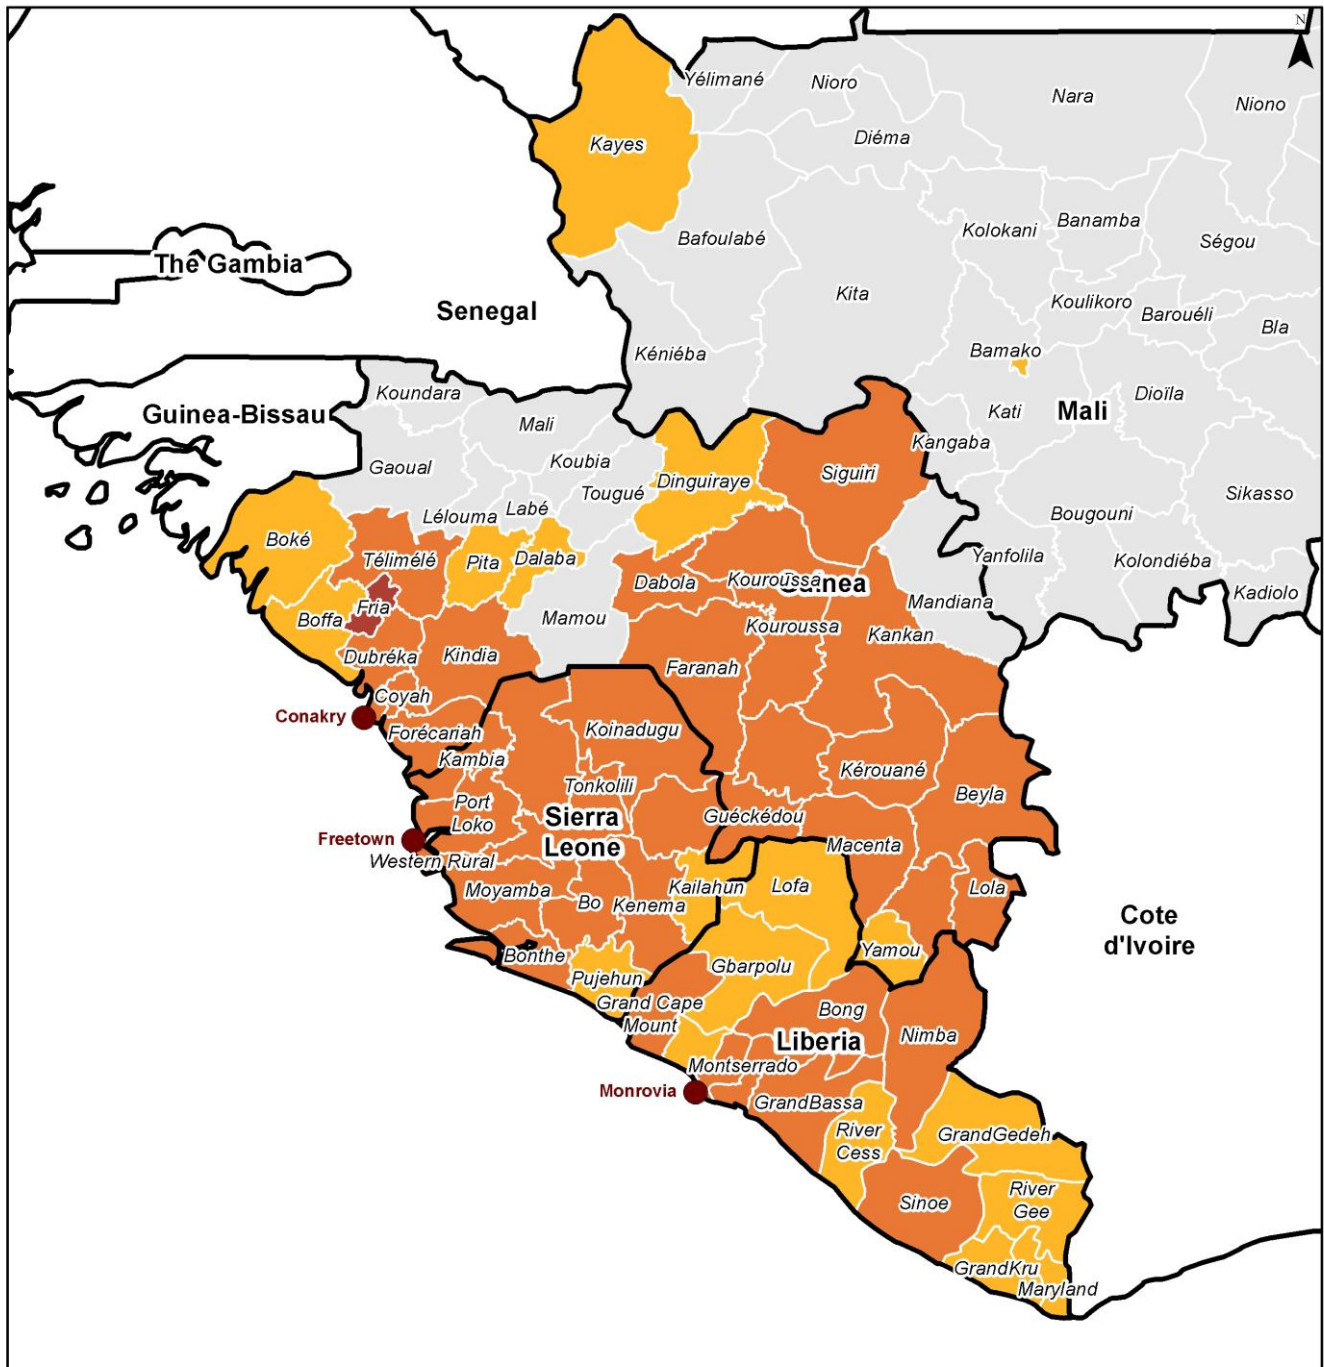 N
Yélimané
Nioro
Nara
Niono
Diéma
Kayes
Bafoulabé
Kolokani
Banamba
Ségou
The Gambia
Senegal
Kita
Koulikoro
Barouéli
Bla
Kéniéba
Bamako
Koundara
Guinea-Bissau
Mali
Kati
Mali
Dioïla
Kangaba
Gaoual
Koubia
Dinguiraye
Siguiri
Tougué
Sikasso
Lélouma
Labé
Bougouni
Boké
Télimélé
Pita
Dalaba
Yanfolila
Kolondiéba
Dabola
Kouroussa
Guinea
Kadiolo
Boffa
Fria
Mamou
Kouroussa
Mandiana
Kankan
Dubréka
Kindia
Faranah
Coyah
Conakry
Forécariah
Koinadugu
Kambia
Kérouané
Tonkolili
Beyla
Port
Loko
Sierra
Leone
Guéckédou
Freetown
Macenta
Western Rural
Moyamba
Bo
Kenema
Kailahun
Lofa
Lola
Cote
d'Ivoire
Bonthe
Pujehun
Gbarpolu
Yamou
Grand Cape
Mount
Bong
Nimba
Liberia
Montserrado
Monrovia
GrandBassa
River
Cess
GrandGedeh
Sinoe
River
Gee
GrandKru
Maryland